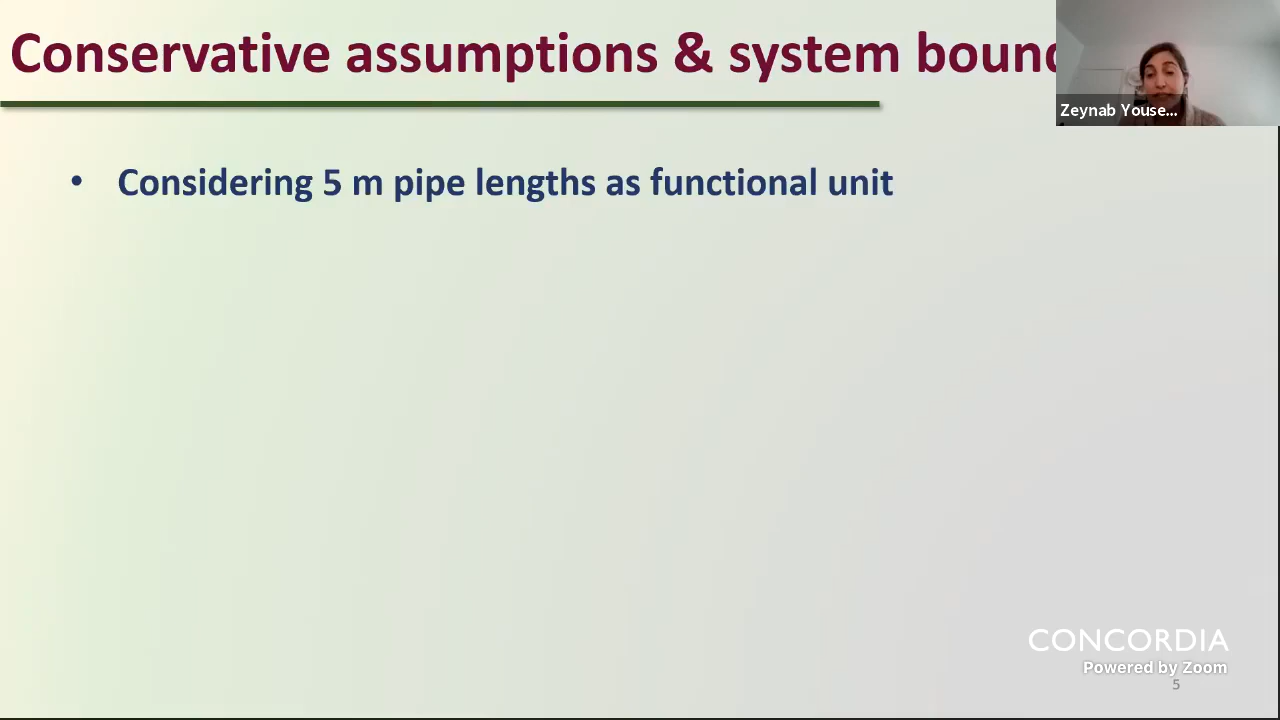 Conservative assumptions & system bound
Zeynab Youse...
• Considering 5 m pipe lengths as functional unit
CONCORDIA
Powered by Zoom
5